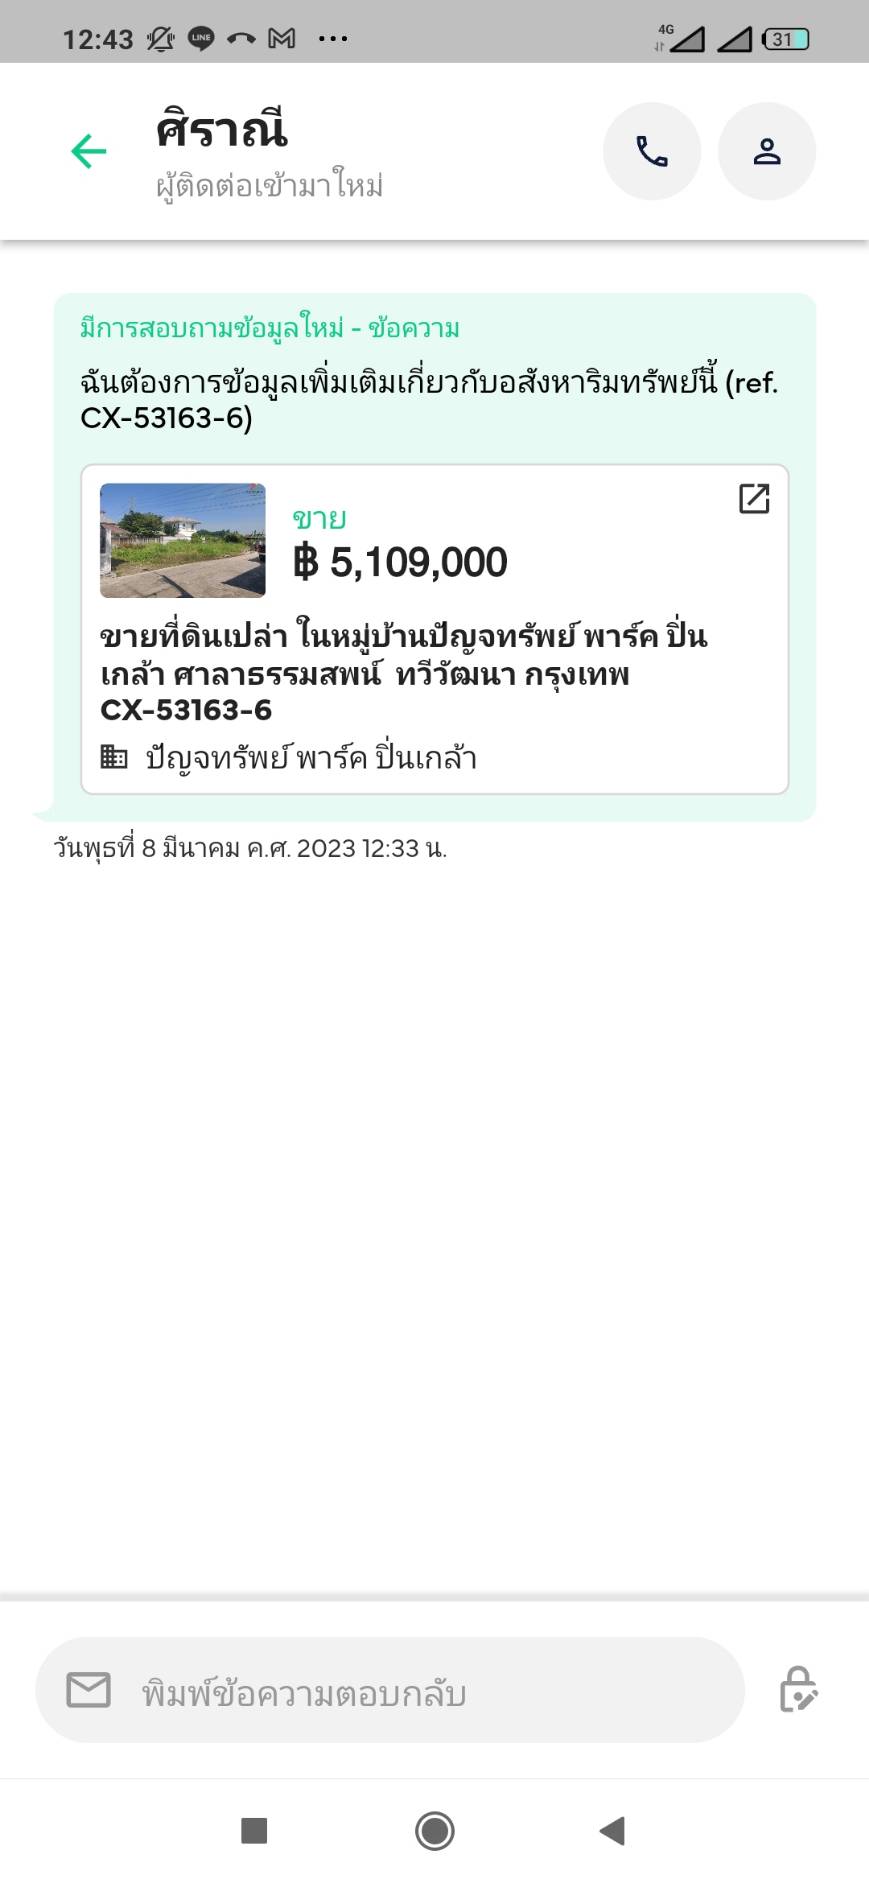 12:43
LINE
4G
31
ศิราณี
ผู้ติดต่อเข้ามาใหม่
มีการสอบถามข้อมูลใหม่ - ข้อความ
ฉันต้องการข้อมูลเพิ่มเติมเกี่ยวกับอสังหาริมทรัพย์นี้ (ref.
CX-53163-6)
ขาย
฿ 5,109,000
ขายที่ดินเปล่า ในหมู่บ้านปัญจทรัพย์ พาร์ค ปิ่น
เกล้า ศาลาธรรมสพน์ ทวีวัฒนา กรุงเทพ
CX-53163-6
ปัญจทรัพย์ พาร์ค ปิ่นเกล้า
วันพุธที่ 8 มีนาคม ค.ศ. 2023 12:33 น.
พิมพ์ข้อความตอบกลับ